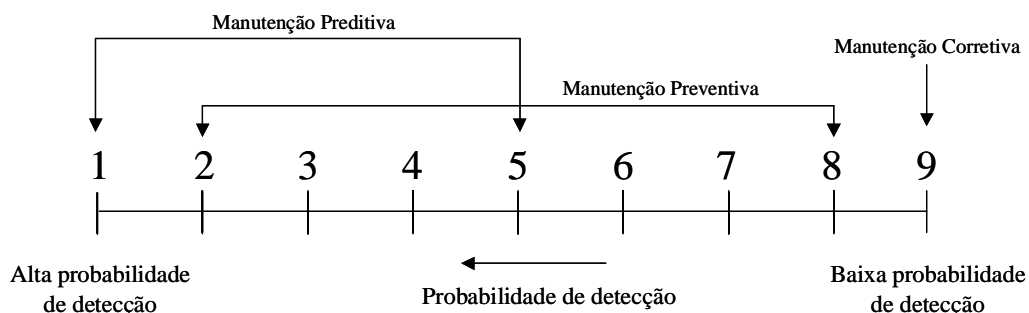 Manutenção Preditiva
Manutenção Corretiva
Manutenção Preventiva
1 2 3 4 5 6 7 8 9
Alta probabilidade
de detecção
Probabilidade de detecção
Baixa probabilidade
de detecção